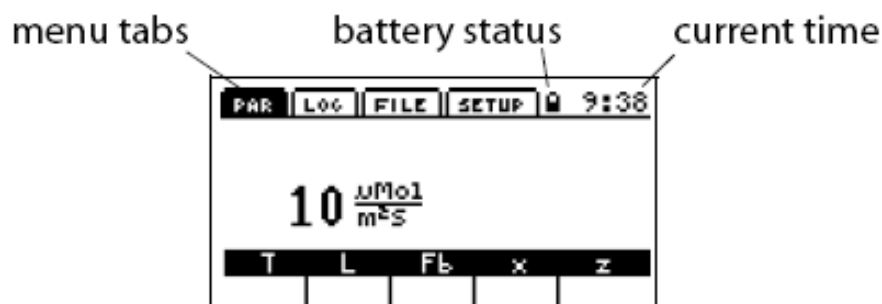 menu tabs battery status current time
PAR LOG FILE SETUP 9:38
10 µMol
m²S
T L Fb x z